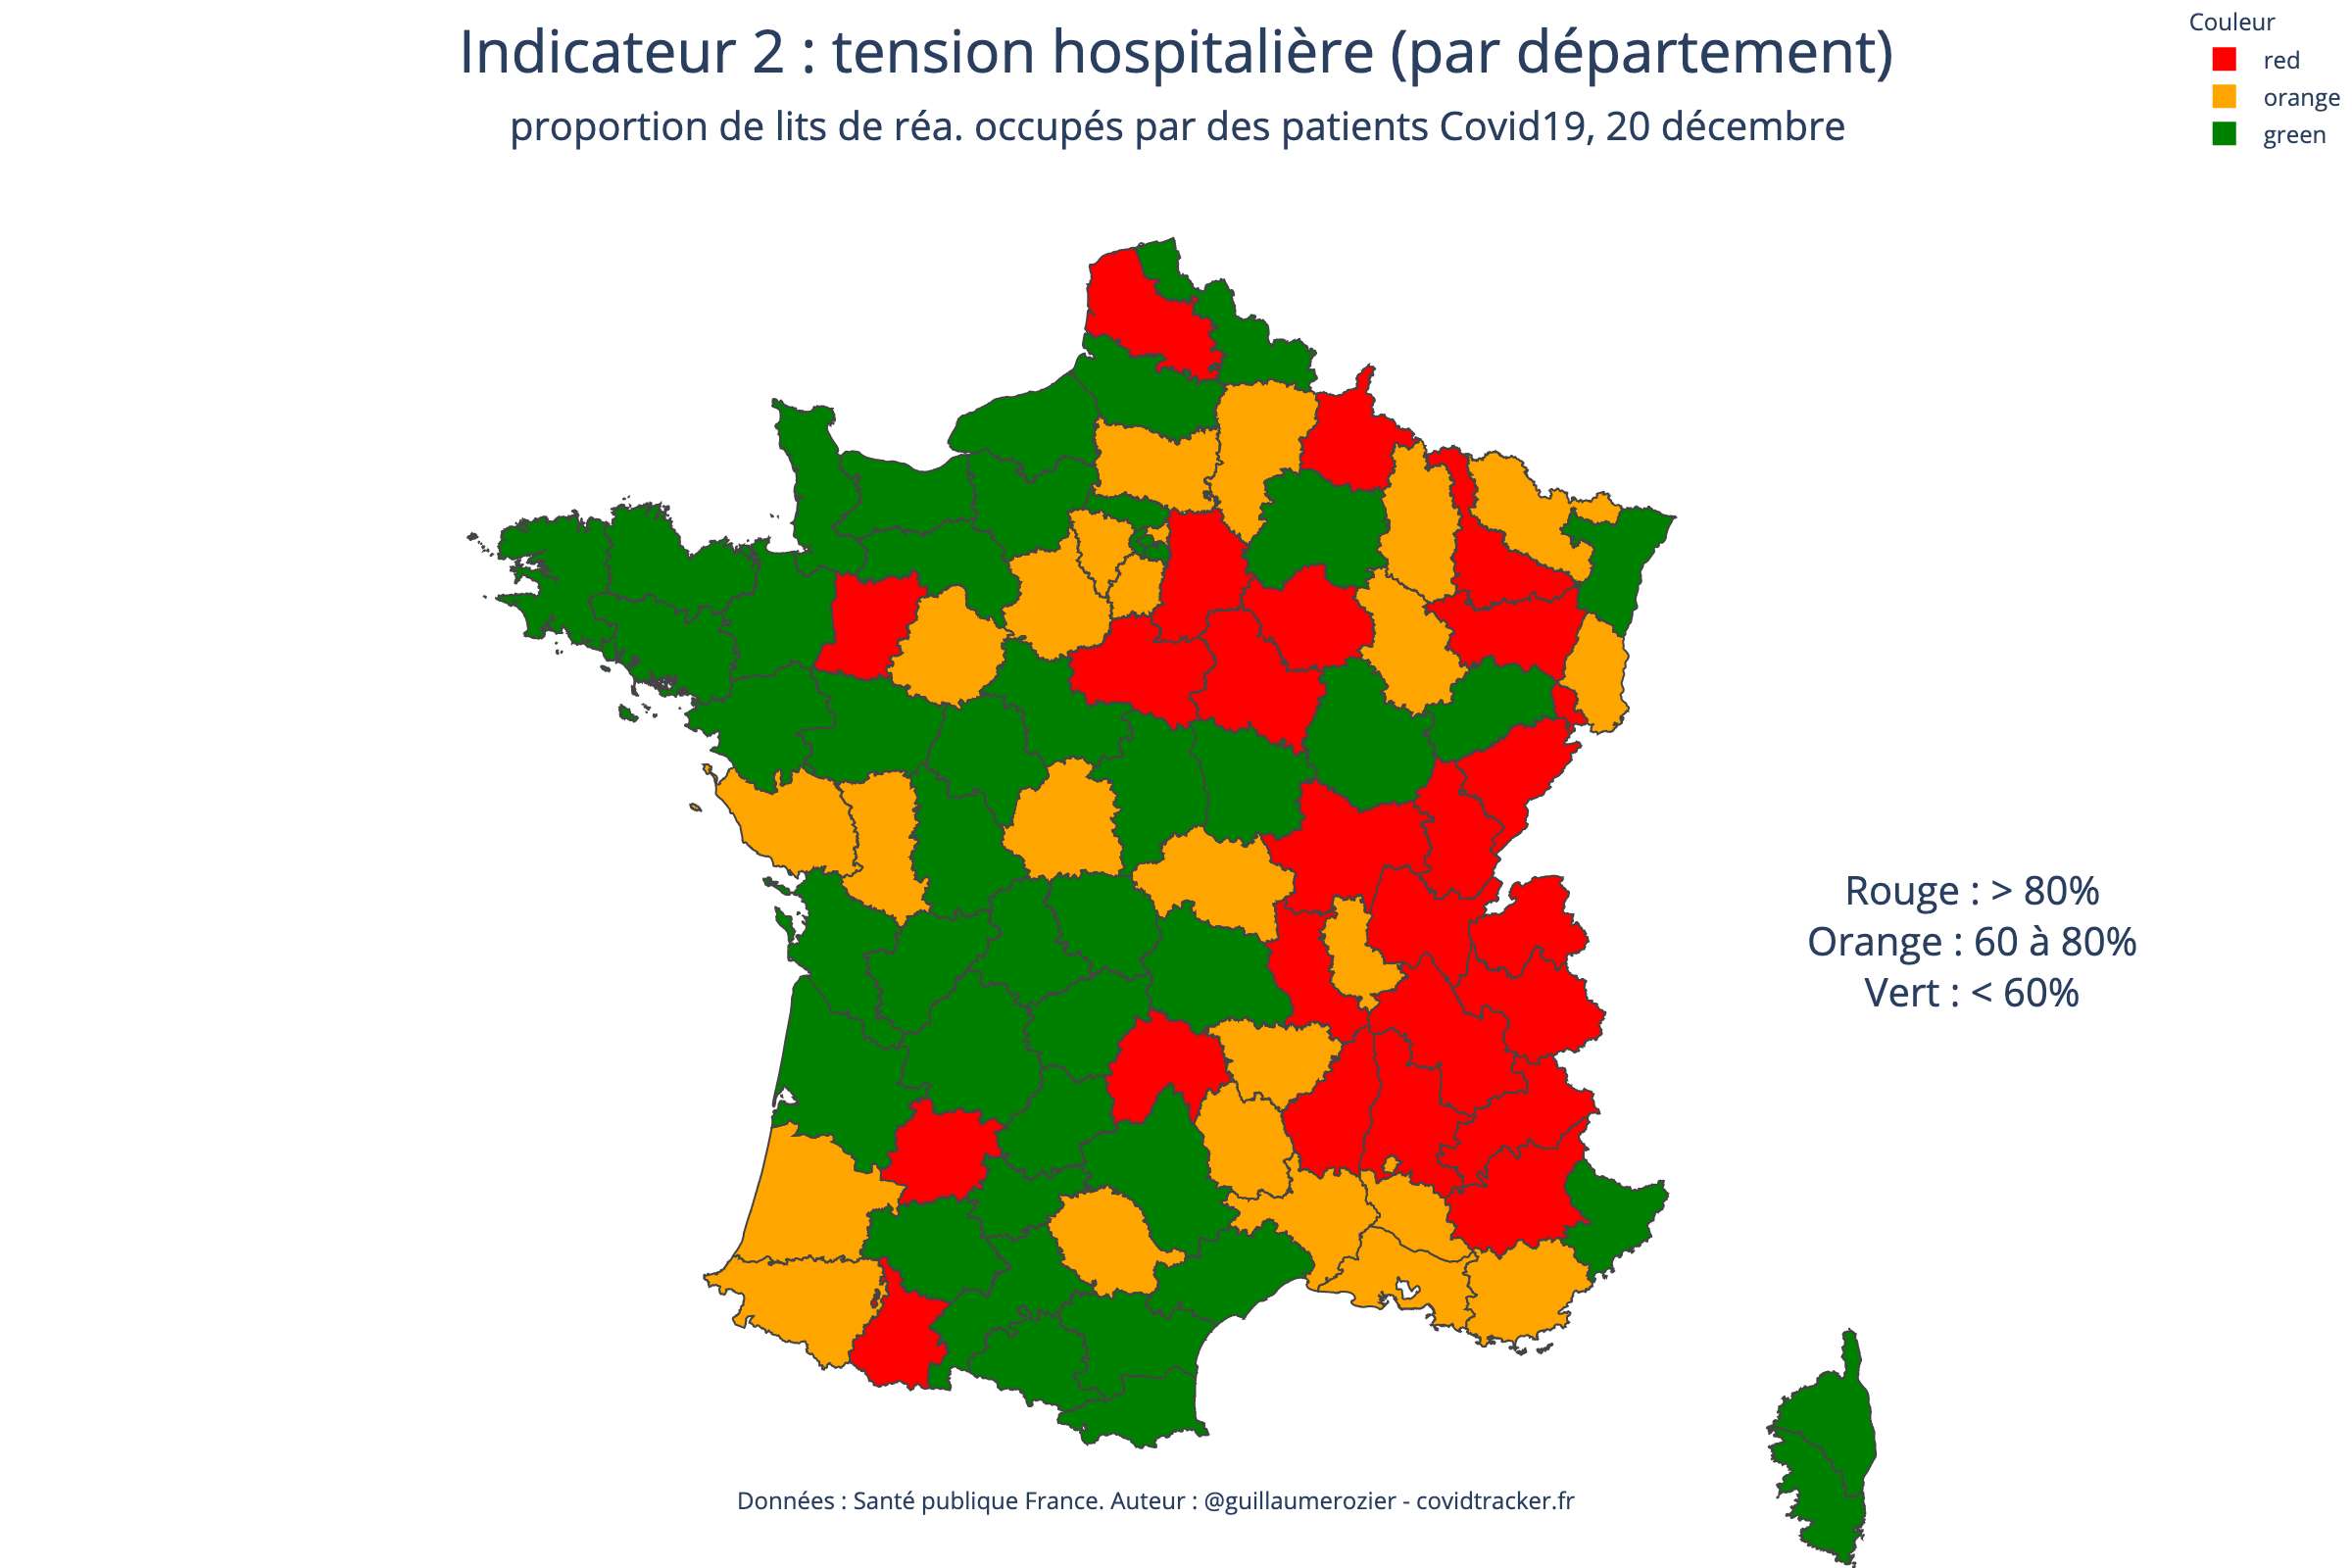 Indicateur 2 : tension hospitalière (par département)
proportion de lits de réa. occupés par des patients Covid19, 20 décembre
Couleur
red
orange
green
Rouge : > 80%
Orange : 60 à 80%
Vert : < 60%
Données : Santé publique France. Auteur : @guillaumerozier - covidtracker.fr